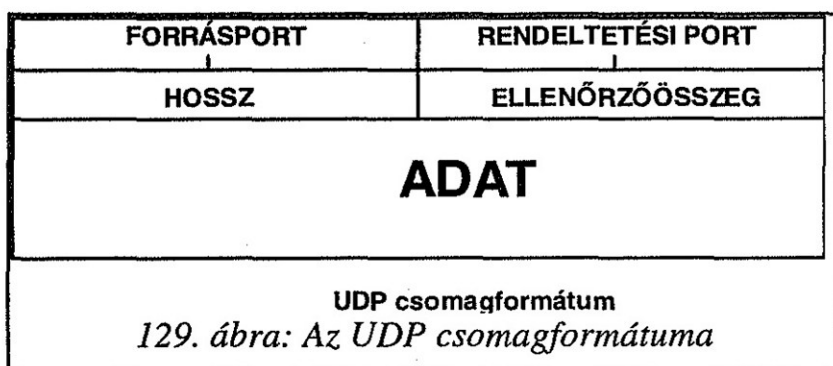 FORRÁSPORT RENDELTETÉSI PORT
HOSSZ ELLENŐRZŐÖSSZEG
ADAT
UDP csomagformátum
129. ábra: Az UDP csomagformátuma